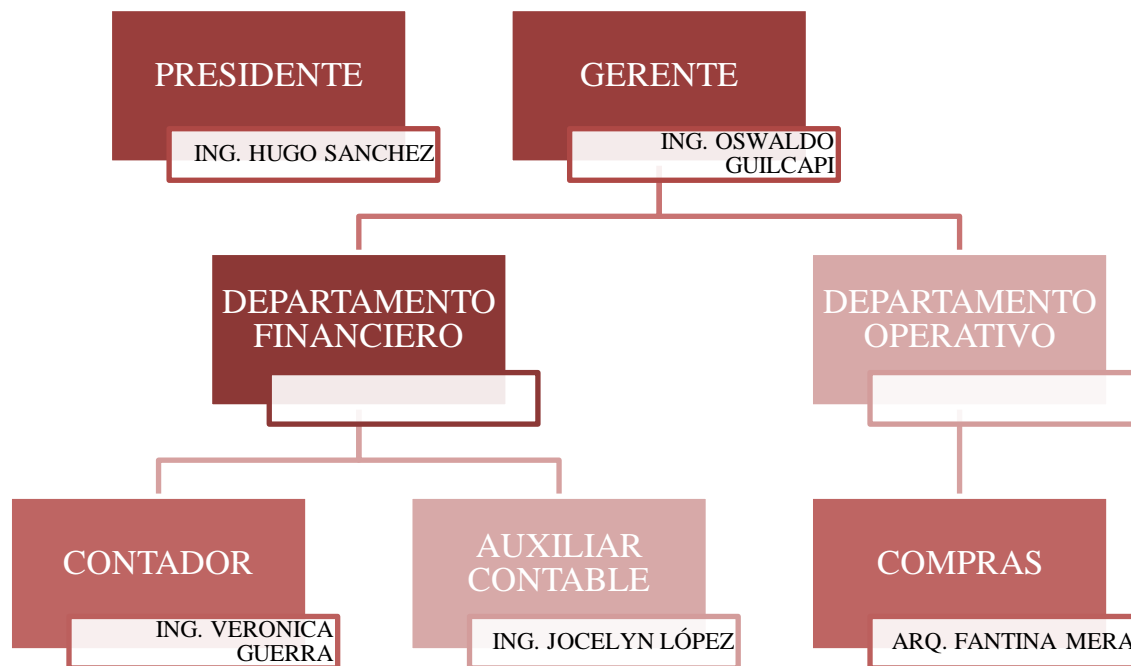 PRESIDENTE
ING. HUGO SANCHEZ
GERENTE
ING. OSWALDO
GUILCAPI
DEPARTAMENTO
FINANCIERO
DEPARTAMENTO
OPERATIVO
CONTADOR
ING. VERONICA
GUERRA
AUXILIAR
CONTABLE
ING. JOCELYN LÓPEZ
COMPRAS
ARQ. FANTINA MERA